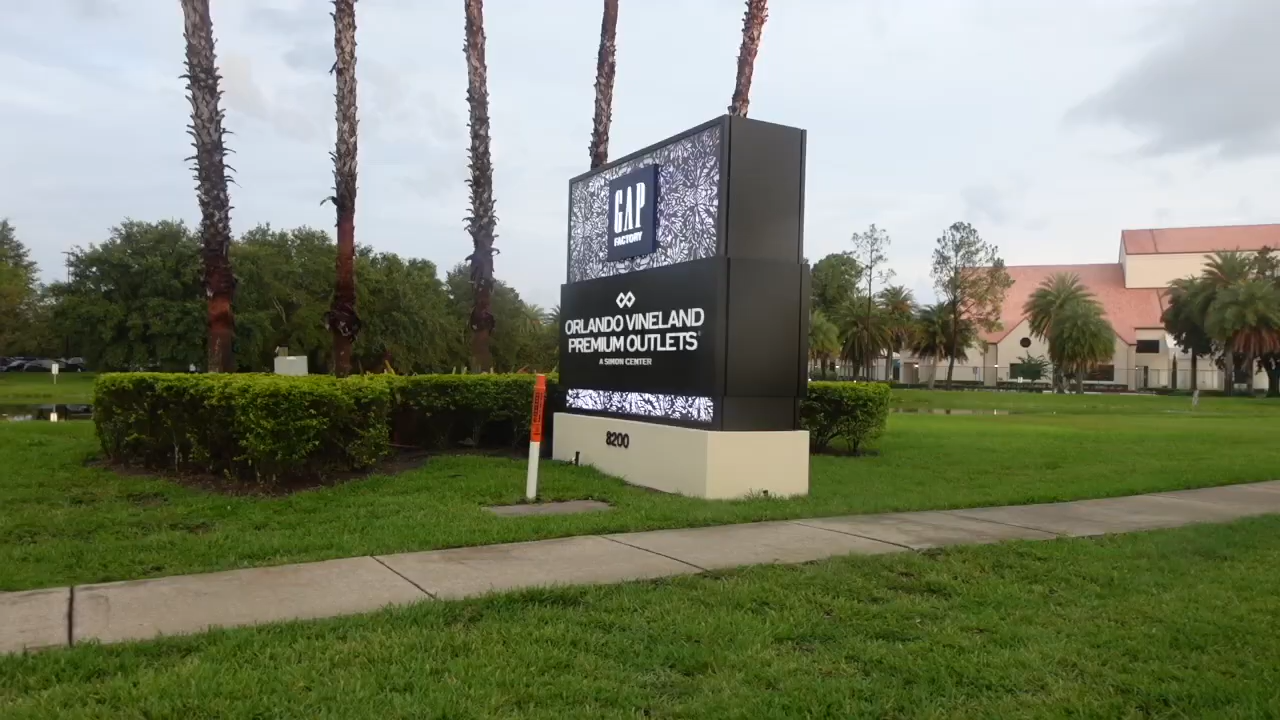 GAP
FACTORY
ORLANDO VINELAND
PREMIUM OUTLETS®
A SIMON CENTER
8200